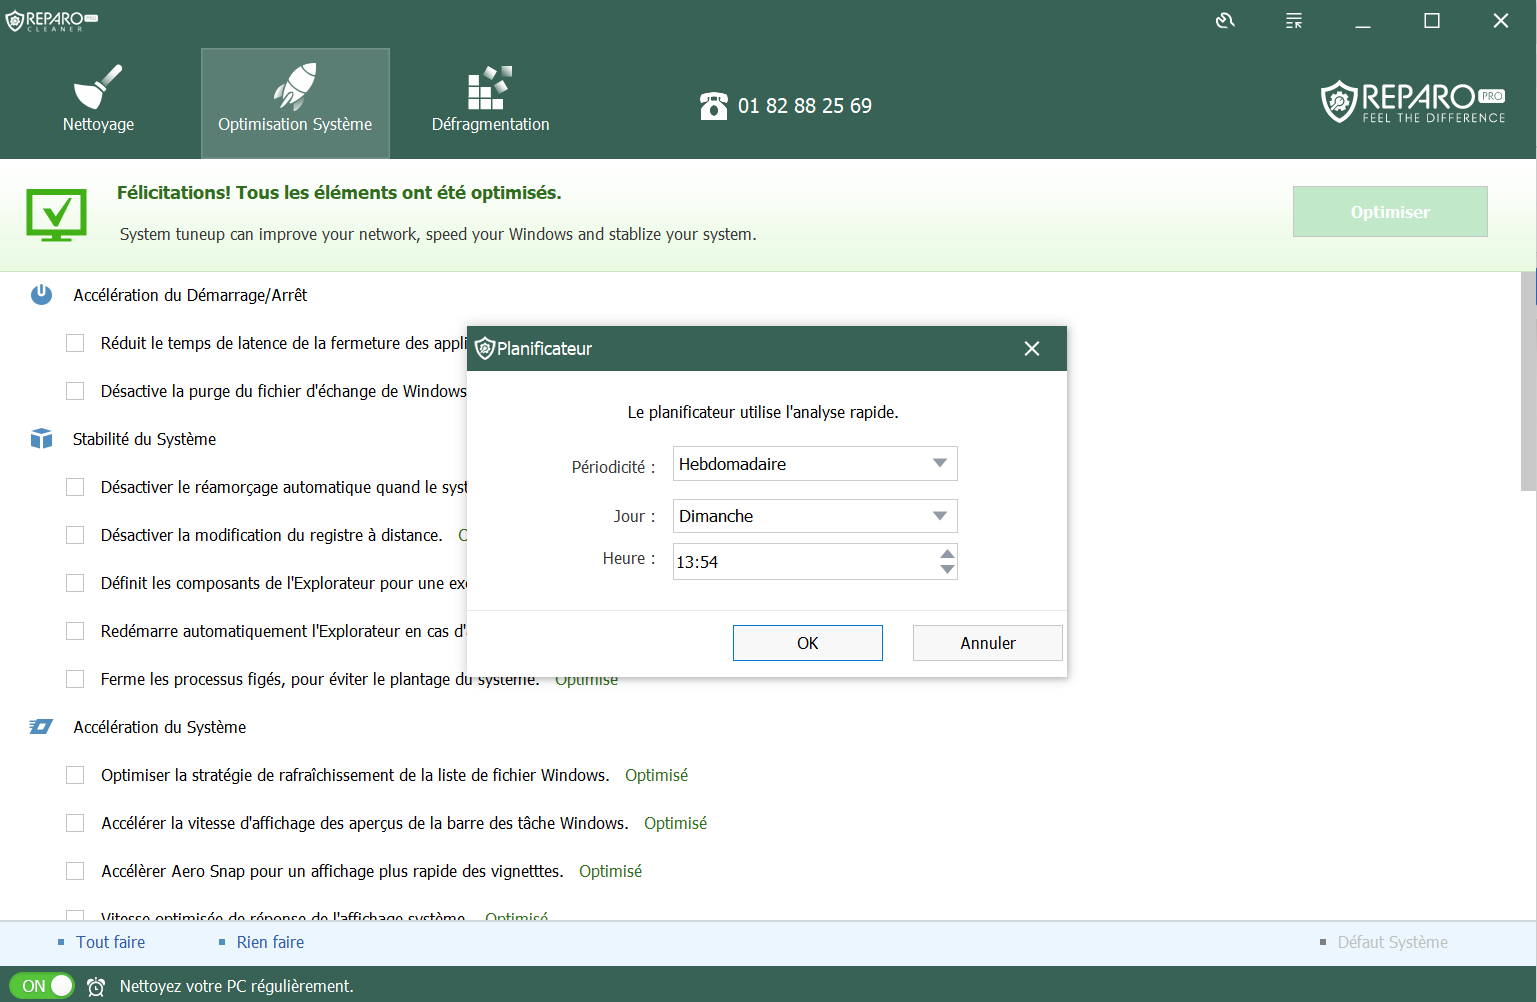 REPARO PRO
CLEANER
Nettoyage
Optimisation Système
Défragmentation
01 82 88 25 69
REPARO PRO
FEEL THE DIFFERENCE
Félicitations! Tous les éléments ont été optimisés.
System tuneup can improve your network, speed your Windows and stablize your system.
Optimiser
Accélération du Démarrage/Arrêt
Réduit le temps de latence de la fermeture des appli
Désactive la purge du fichier d'échange de Windows
Stabilité du Système
Désactiver le réamorçage automatique quand le syst
Désactiver la modification du registre à distance.
Définit les composants de l'Explorateur pour une exé
Redémarre automatiquement l'Explorateur en cas d'
Ferme les processus figés, pour éviter le plantage du système. Optimisé
Accélération du Système
Optimiser la stratégie de rafraîchissement de la liste de fichier Windows. Optimisé
Accélérer la vitesse d'affichage des aperçus de la barre des tâche Windows. Optimisé
Accélèrer Aero Snap pour un affichage plus rapide des vignetttes. Optimisé
Vitesse optimisée de réponse de l'affichage système. Optimisé
Planificateur
Le planificateur utilise l'analyse rapide.
Périodicité : Hebdomadaire
Jour : Dimanche
Heure : 13:54
OK Annuler
Tout faire Rien faire Défaut Système
ON Nettoyez votre PC régulièrement.